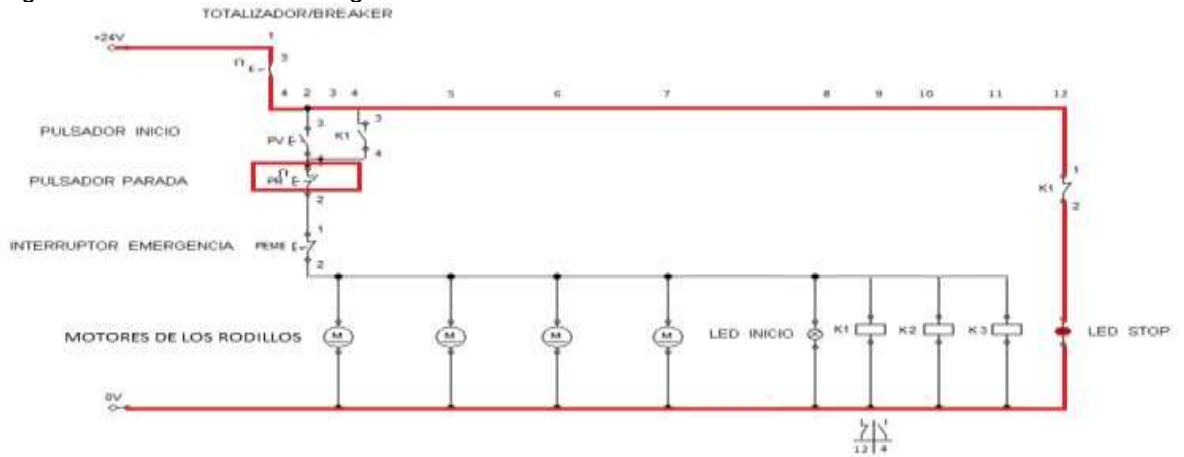 TOTALIZADOR/BREAKER
+24V
1
3
4 2 3 4 5 6 7 8 9 10 11 12
PULSADOR INICIO
PV
3
K1
3
4
PULSADOR PARADA
2
K1
1
2
INTERRUPTOR EMERGENCIA
1
2
MOTORES DE LOS RODILLOS
M
M
M
M
LED INICIO
K1
K2
K3
LED STOP
0V
12 4